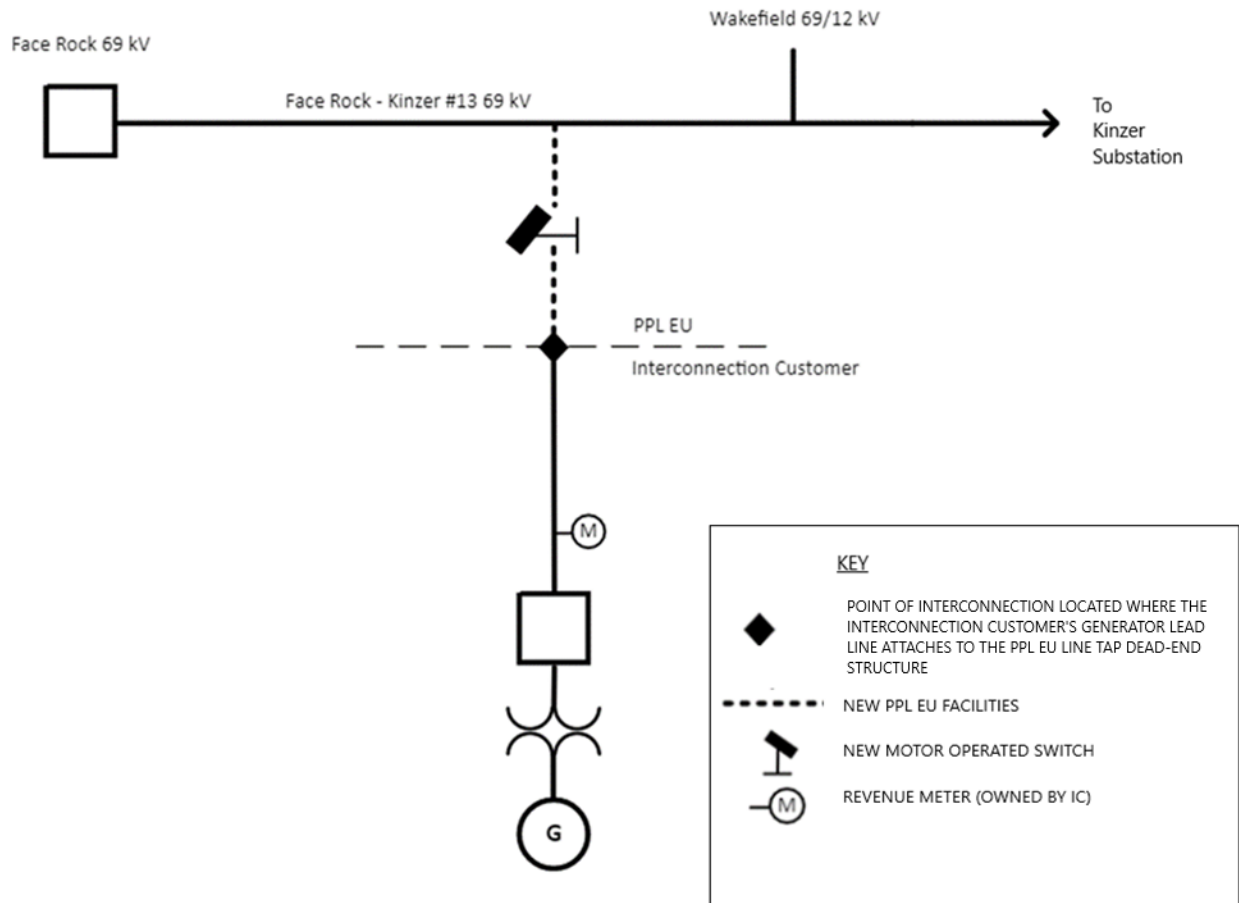 Wakefield 69/12 kV
Face Rock 69 kV
Face Rock - Kinzer #13 69 kV
To
Kinzer
Substation
PPL EU
Interconnection Customer
M
G
KEY
POINT OF INTERCONNECTION LOCATED WHERE THE
INTERCONNECTION CUSTOMER'S GENERATOR LEAD
LINE ATTACHES TO THE PPL EU LINE TAP DEAD-END
STRUCTURE
NEW PPL EU FACILITIES
NEW MOTOR OPERATED SWITCH
M
REVENUE METER (OWNED BY IC)